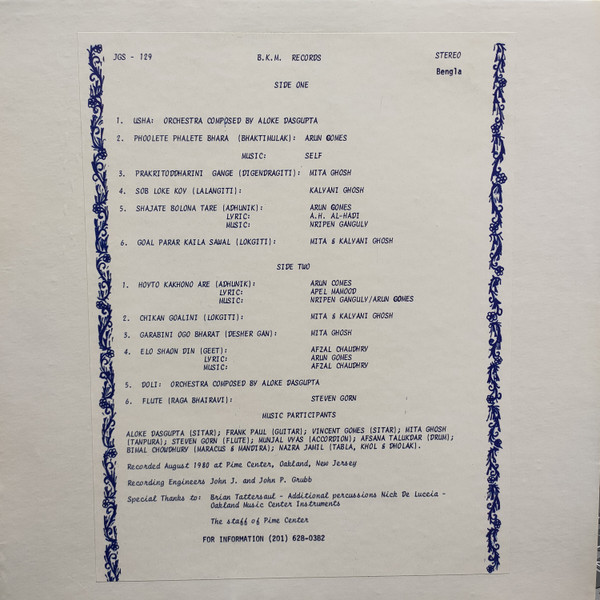 JGS - 129 B.K.M. RECORDS STEREO
Bengla
SIDE ONE
1. USHA: ORCHESTRA COMPOSED BY ALOKE DASGUPTA
2. PHOOLETE PHALETE BHARA (BHAKTIMULAK): ARUN GOMES
MUSIC: SELF
3. PRAKRITODDHARINI GANGE (DIGENDRAGITI): MITA GHOSH
4. SOB LOKE KOY (LALANGITI): KALYANI GHOSH
5. SHAJATE BOLONA TARE (ADHUNIK): ARUN GOMES
LYRIC: A.H. AL-HADI
MUSIC: NRIPEN GANGULY
6. GOAL PARAR KAILA SAWAL (LOKGITI): MITA & KALYANI GHOSH
SIDE TWO
1. HOYTO KAKHONO ARE (ADHUNIK): ARUN COMES
LYRIC: APEL MAHOOD
MUSIC: NRIPEN GANGULY/ARUN GOMES
2. CHIKAN GOALINI (LOKGITI): MITA & KALYANI GHOSH
3. GARABINI OGO BHARAT (DESHER GAN): MITA GHOSH
4. ELO SHAON DIN (GEET): AFZAL CHAUDHRY
LYRIC: ARUN GOMES
MUSIC: AFZAL CHAUDHRY
5. DOLI: ORCHESTRA COMPOSED BY ALOKE DASGUPTA
6. FLUTE (RAGA BHAIRAVI): STEVEN GORN
MUSIC PARTICIPANTS
ALOKE DASGUPTA (SITAR); FRANK PAUL (GUITAR); VINCENT GOMES (SITAR); MITA GHOSH
(TANPURA); STEVEN GORN (FLUTE); MUNJAL VYAS (ACCORDION); AFSANA TALUKDAR (DRUM);
BIMAL CHOWDHURY (MARACUS & MANDIRA); NAZRA JAMIL (TABLA, KHOL & DHOLAK).
Recorded August 1980 at Pime Center, Oakland, New Jersey
Recording Engineers John J. and John P. Grubb
Special Thanks to: Brian Tattersaut - Additional percussions Nick De Luccia -
Oakland Music Center Instruments
The staff of Pime Center
FOR INFORMATION (201) 628-0382